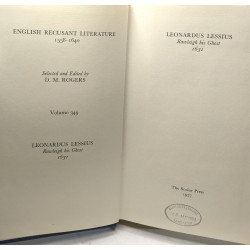 ENGLISH RECUSANT LITERATURE
1558–1640
Selected and Edited by
D. M. ROGERS
Volume 349
LEONARDUS LESSIUS
Rawleigh his Ghost
1631
LEONARDUS LESSIUS
Rawleigh his Ghost
1631
The Scolar Press
1977